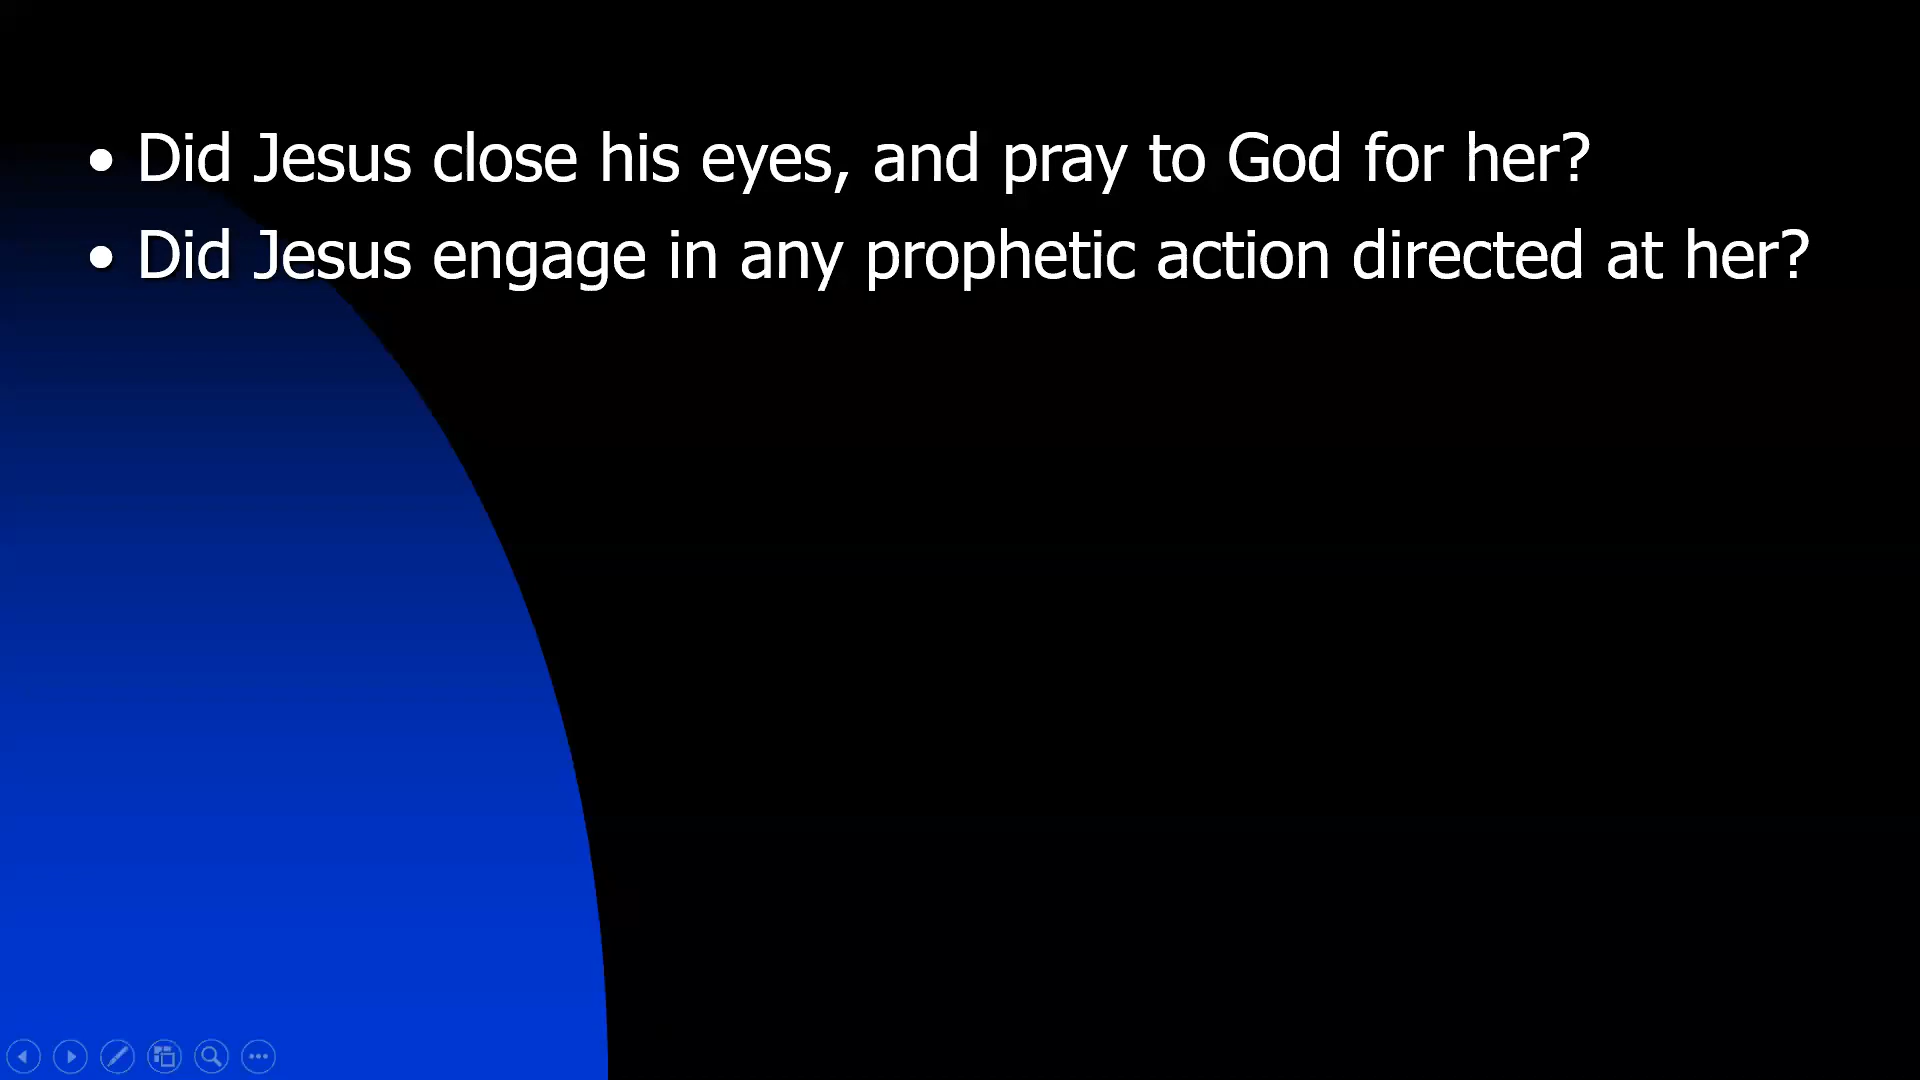 • Did Jesus close his eyes, and pray to God for her?
• Did Jesus engage in any prophetic action directed at her?